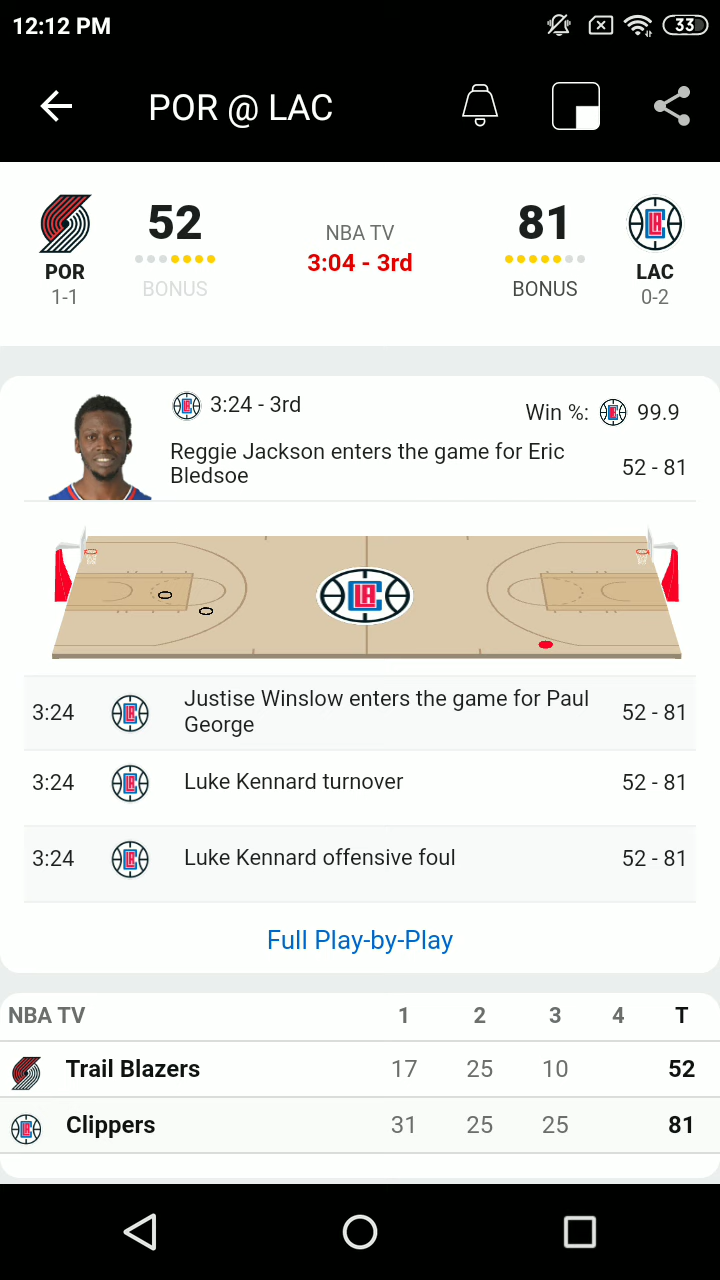 12:12 PM
33
POR @ LAC
52
81
NBA TV
3:04 - 3rd
POR
LAC
1-1
BONUS
BONUS
0-2
3:24 - 3rd
Win %:
99.9
Reggie Jackson enters the game for Eric
Bledsoe
52 - 81
3:24
Justise Winslow enters the game for Paul
George
52 - 81
3:24
Luke Kennard turnover
52 - 81
3:24
Luke Kennard offensive foul
52 - 81
Full Play-by-Play
NBA TV 1 2 3 4 T
Trail Blazers 17 25 10 52
Clippers 31 25 25 81